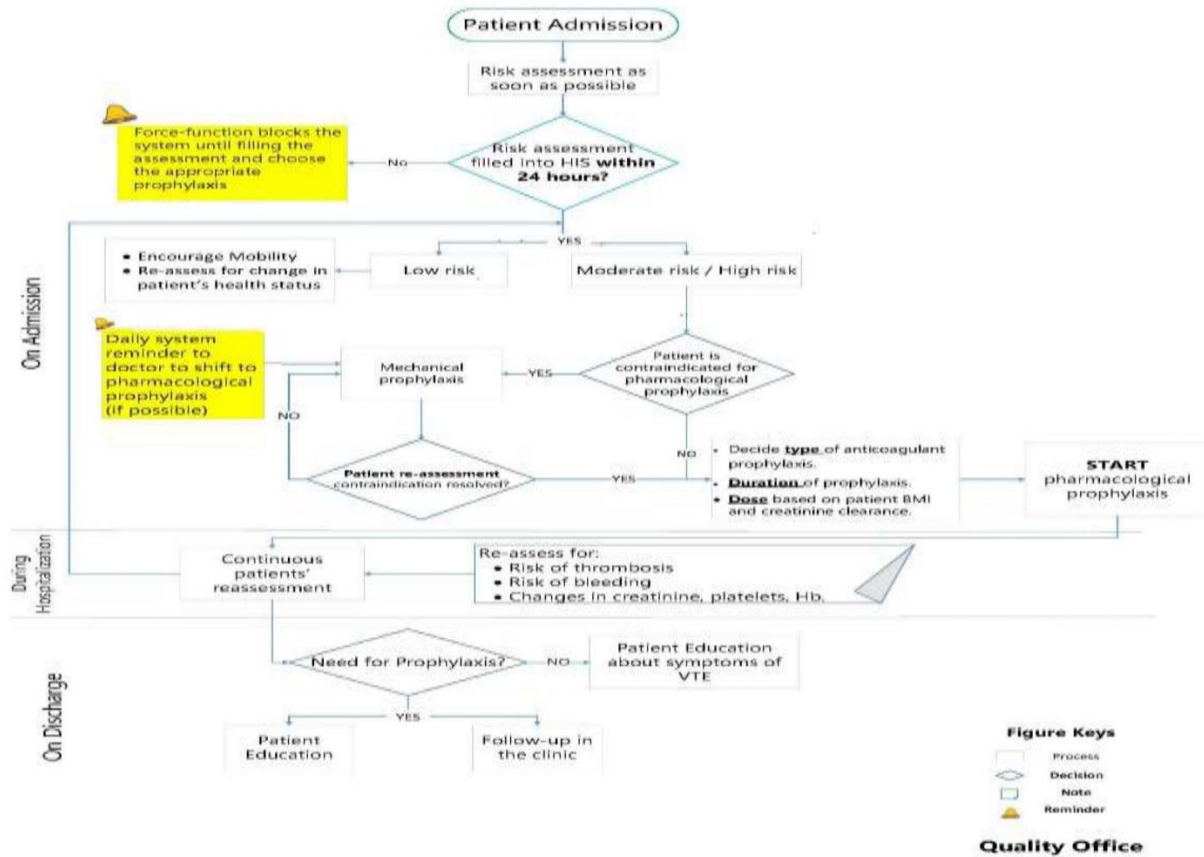 Patient Admission
Risk assessment as
soon as possible
Force-function blocks the
system until filling the
assessment and choose
the appropriate
prophylaxis
No
Risk assessment
filled into HIS within
24 hours?
YES
• Encourage Mobility
• Re-assess for change in
patient's health status
Low risk
Moderate risk / High risk
On Admission
Daily system
reminder to
doctor to shift to
pharmacological
prophylaxis
(if possible)
Mechanical
prophylaxis
YES
Patient is
contraindicated for
pharmacological
prophylaxis
NO
NO
Patient re-assessment
contraindication resolved?
YES
• Decide type of anticoagulant
prophylaxis.
• Duration of prophylaxis.
• Dose based on patient BMI
and creatinine clearance.
START
pharmacological
prophylaxis
During
Hospitalization
Continuous
patients'
reassessment
Re-assess for:
• Risk of thrombosis
• Risk of bleeding
• Changes in creatinine, platelets, Hb.
On Discharge
Need for Prophylaxis?
NO
Patient Education
about symptoms of
VTE
YES
Patient
Education
Follow-up in
the clinic
Figure Keys
Process
Decision
Note
Reminder
Quality Office